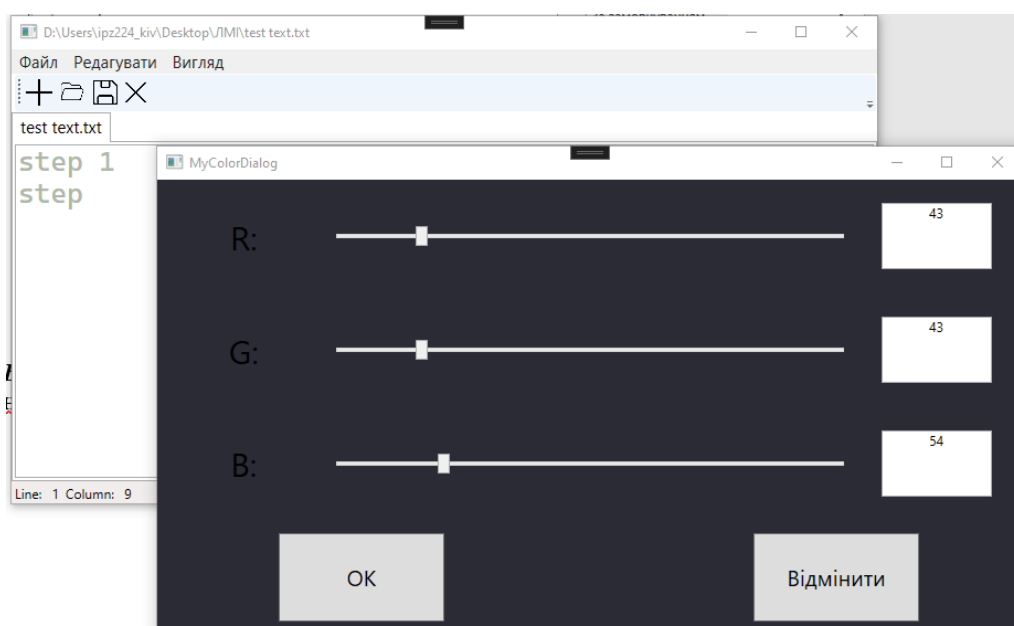 D:\Users\ipz224_kiv\Desktop\ЛМІ\test text.txt
Файл Редагувати Вигляд
test text.txt
step 1
step
MyColorDialog
R:
43
G:
43
B:
54
OK
Відмінити
Line: 1 Column: 9